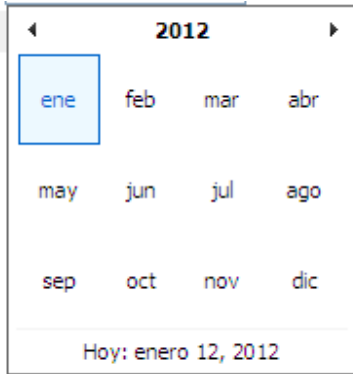 2012
ene feb mar abr
may jun jul ago
sep oct nov dic
Hoy: enero 12, 2012